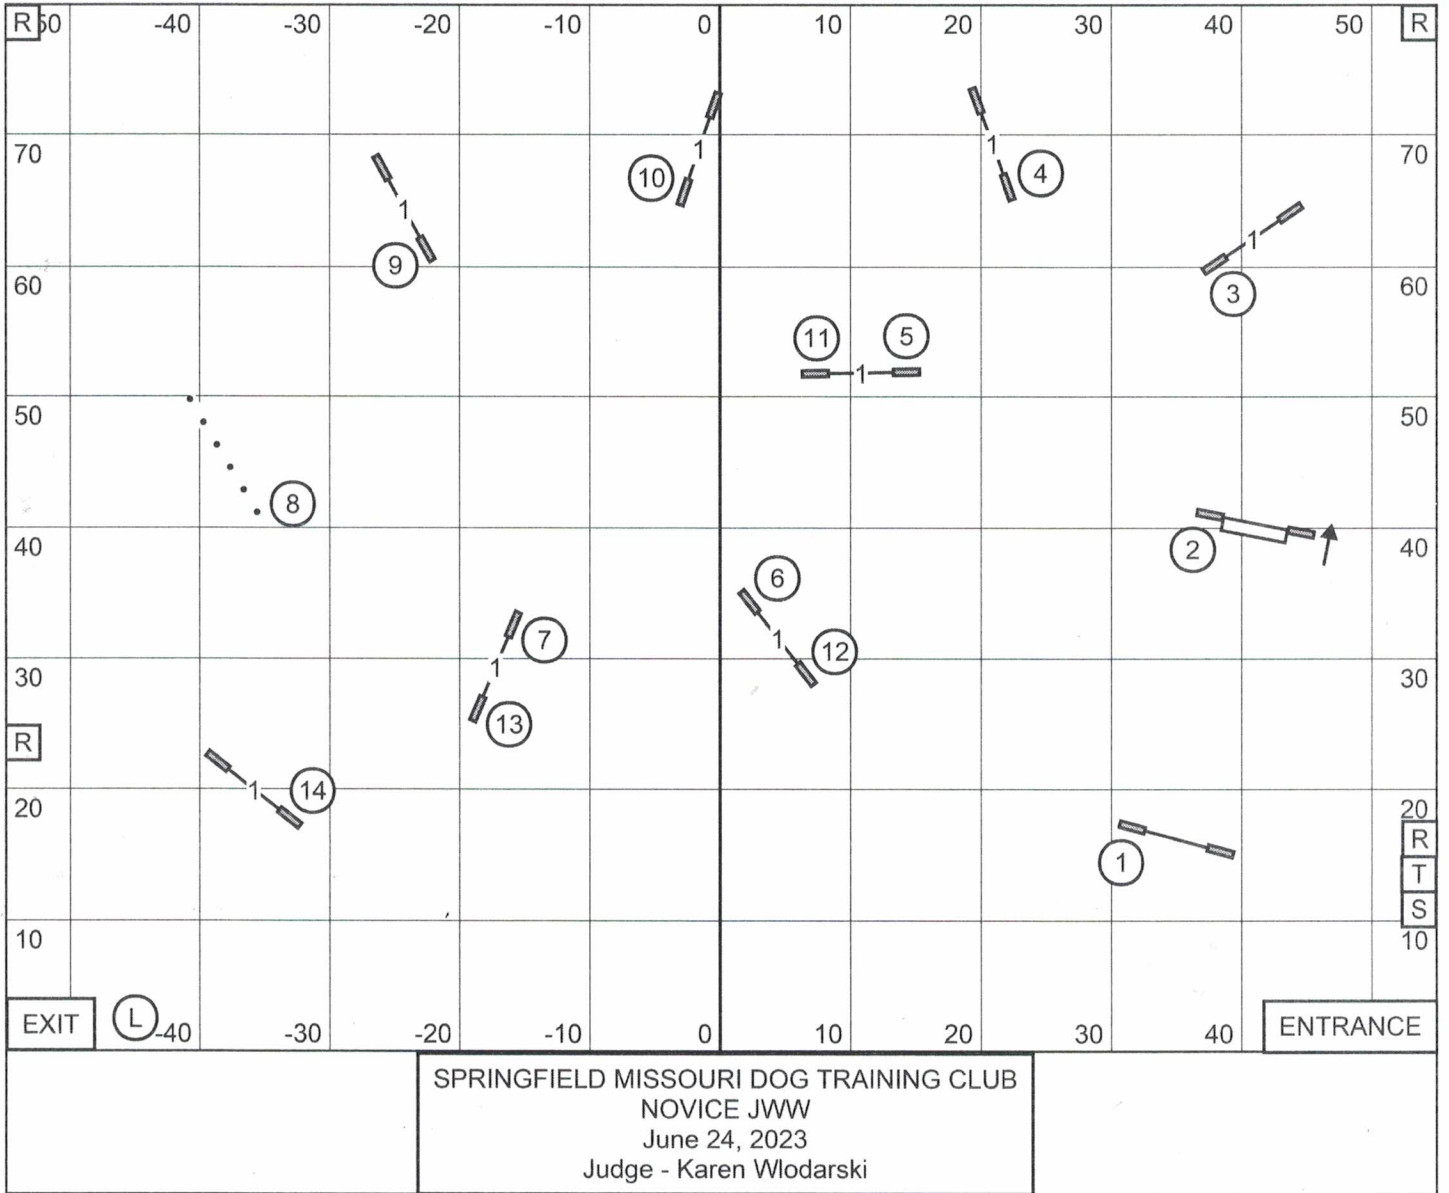 R 50 -40 -30 -20 -10 0 10 20 30 40 50 R
70 1 1 70
10 4
1 1
9
60 3 60
11 5
1
50 50
8
40 2 40
6
1 12
7
1
30 30
13
R
1 14
20 20
R
1 T
S
10 10
EXIT L -40 -30 -20 -10 0 10 20 30 40 ENTRANCE
SPRINGFIELD MISSOURI DOG TRAINING CLUB
NOVICE JWW
June 24, 2023
Judge - Karen Wlodarski